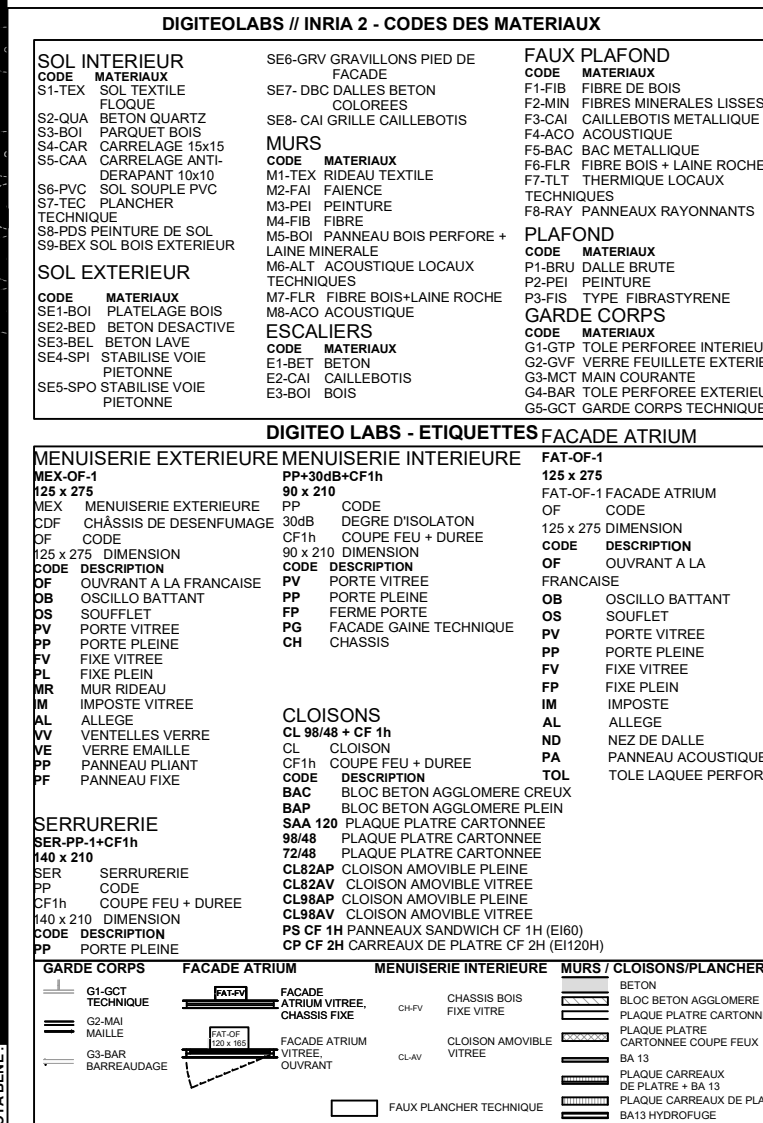 DIGITEOLABS // INRIA 2 - CODES DES MATERIAUX
SOL INTERIEUR
CODE MATERIAUX
S1-TEX SOL TEXTILE
FLOQUE
S2-QUA BETON QUARTZ
S3-BOI PARQUET BOIS
S4-CAR CARRELAGE 15x15
S5-CAA CARRELAGE ANTI-
DERAPANT 10x10
S6-PVC SOL SOUPLE PVC
S7-TEC PLANCHER
TECHNIQUE
S8-PDS PEINTURE DE SOL
S9-BEX SOL BOIS EXTERIEUR
SOL EXTERIEUR
CODE MATERIAUX
SE1-BOI PLATELAGE BOIS
SE2-BED BETON DESACTIVE
SE3-BEL BETON LAVE
SE4-SPI STABILISE VOIE
PIETONNE
SE5-SPO STABILISE VOIE
PIETONNE
SE6-GRV GRAVILLONS PIED DE
FACADE
SE7- DBC DALLES BETON
COLOREES
SE8- CAI GRILLE CAILLEBOTIS
MURS
CODE MATERIAUX
M1-TEX RIDEAU TEXTILE
M2-FAI FAIENCE
M3-PEI PEINTURE
M4-FIB FIBRE
M5-BOI PANNEAU BOIS PERFORE +
LAINE MINERALE
M6-ALT ACOUSTIQUE LOCAUX
TECHNIQUES
M7-FLR FIBRE BOIS+LAINE ROCHE
M8-ACO ACOUSTIQUE
ESCALIERS
CODE MATERIAUX
E1-BET BETON
E2-CAI CAILLEBOTIS
E3-BOI BOIS
FAUX PLAFOND
CODE MATERIAUX
F1-FIB FIBRE DE BOIS
F2-MIN FIBRES MINERALES LISSES
F3-CAI CAILLEBOTIS METALLIQUE
F4-ACO ACOUSTIQUE
F5-BAC BAC METALLIQUE
F6-FLR FIBRE BOIS + LAINE ROCHE
F7-TLT THERMIQUE LOCAUX
TECHNIQUES
F8-RAY PANNEAUX RAYONNANTS
PLAFOND
CODE MATERIAUX
P1-BRU DALLE BRUTE
P2-PEI PEINTURE
P3-FIS TYPE FIBRASTYRENE
GARDE CORPS
CODE MATERIAUX
G1-GTP TOLE PERFOREE INTERIEU
G2-GVF VERRE FEUILLETE EXTERIE
G3-MCT MAIN COURANTE
G4-BAR TOLE PERFOREE EXTERIEU
G5-GCT GARDE CORPS TECHNIQUE
DIGITEO LABS - ETIQUETTES
MENUISERIE EXTERIEURE
MEX-OF-1
125 x 275
MEX MENUISERIE EXTERIEURE
CDF CHÂSSIS DE DESENFUMAGE
OF CODE
125 x 275 DIMENSION
CODE DESCRIPTION
OF OUVRANT A LA FRANCAISE
OB OSCILLO BATTANT
OS SOUFFLET
PV PORTE VITREE
PP PORTE PLEINE
FV FIXE VITREE
PL FIXE PLEIN
MR MUR RIDEAU
IM IMPOSTE VITREE
AL ALLEGE
VV VENTELLES VERRE
VE VERRE EMAILLE
PP PANNEAU PLIANT
PF PANNEAU FIXE
SERRURERIE
SER-PP-1+CF1h
140 x 210
SER SERRURERIE
PP CODE
CF1h COUPE FEU + DUREE
140 x 210 DIMENSION
CODE DESCRIPTION
PP PORTE PLEINE
MENUISERIE INTERIEURE
PP+30dB+CF1h
90 x 210
PP CODE
30dB DEGRE D'ISOLATON
CF1h COUPE FEU + DUREE
90 x 210 DIMENSION
CODE DESCRIPTION
PV PORTE VITREE
PP PORTE PLEINE
FP FERME PORTE
PG FACADE GAINE TECHNIQUE
CH CHASSIS
CLOISONS
CL 98/48 + CF 1h
CL CLOISON
CF1h COUPE FEU + DUREE
CODE DESCRIPTION
BAC BLOC BETON AGGLOMERE CREUX
BAP BLOC BETON AGGLOMERE PLEIN
SAA 120 PLAQUE PLATRE CARTONNEE
98/48 PLAQUE PLATRE CARTONNEE
72/48 PLAQUE PLATRE CARTONNEE
CL82AP CLOISON AMOVIBLE PLEINE
CL82AV CLOISON AMOVIBLE VITREE
CL98AP CLOISON AMOVIBLE PLEINE
CL98AV CLOISON AMOVIBLE VITREE
PS CF 1H PANNEAUX SANDWICH CF 1H (EI60)
CP CF 2H CARREAUX DE PLATRE CF 2H (EI120H)
FACADE ATRIUM
FAT-OF-1
125 x 275
FAT-OF-1 FACADE ATRIUM
OF CODE
125 x 275 DIMENSION
CODE DESCRIPTION
OF OUVRANT A LA
FRANCAISE
OB OSCILLO BATTANT
OS SOUFLET
PV PORTE VITREE
PP PORTE PLEINE
FV FIXE VITREE
FP FIXE PLEIN
IM IMPOSTE
AL ALLEGE
ND NEZ DE DALLE
PA PANNEAU ACOUSTIQUE
TOL TOLE LAQUEE PERFOR
GARDE CORPS
G1-GCT
TECHNIQUE
G2-MAI
MAILLE
G3-BAR
BARREAUDAGE
FACADE ATRIUM
FAT-FV
FACADE
ATRIUM VITREE,
CHASSIS FIXE
FAT-OF
120 x 165
FACADE ATRIUM
VITREE,
OUVRANT
MENUISERIE INTERIEURE
CH-FV
CHASSIS BOIS
FIXE VITRE
CL-AV
CLOISON AMOVIBLE
VITREE
FAUX PLANCHER TECHNIQUE
MURS / CLOISONS/PLANCHER
BETON
BLOC BETON AGGLOMERE
PLAQUE PLATRE CARTONN
PLAQUE PLATRE
CARTONNEE COUPE FEUX
BA 13
PLAQUE CARREAUX
DE PLATRE + BA 13
PLAQUE CARREAUX DE PLA
BA13 HYDROFUGE